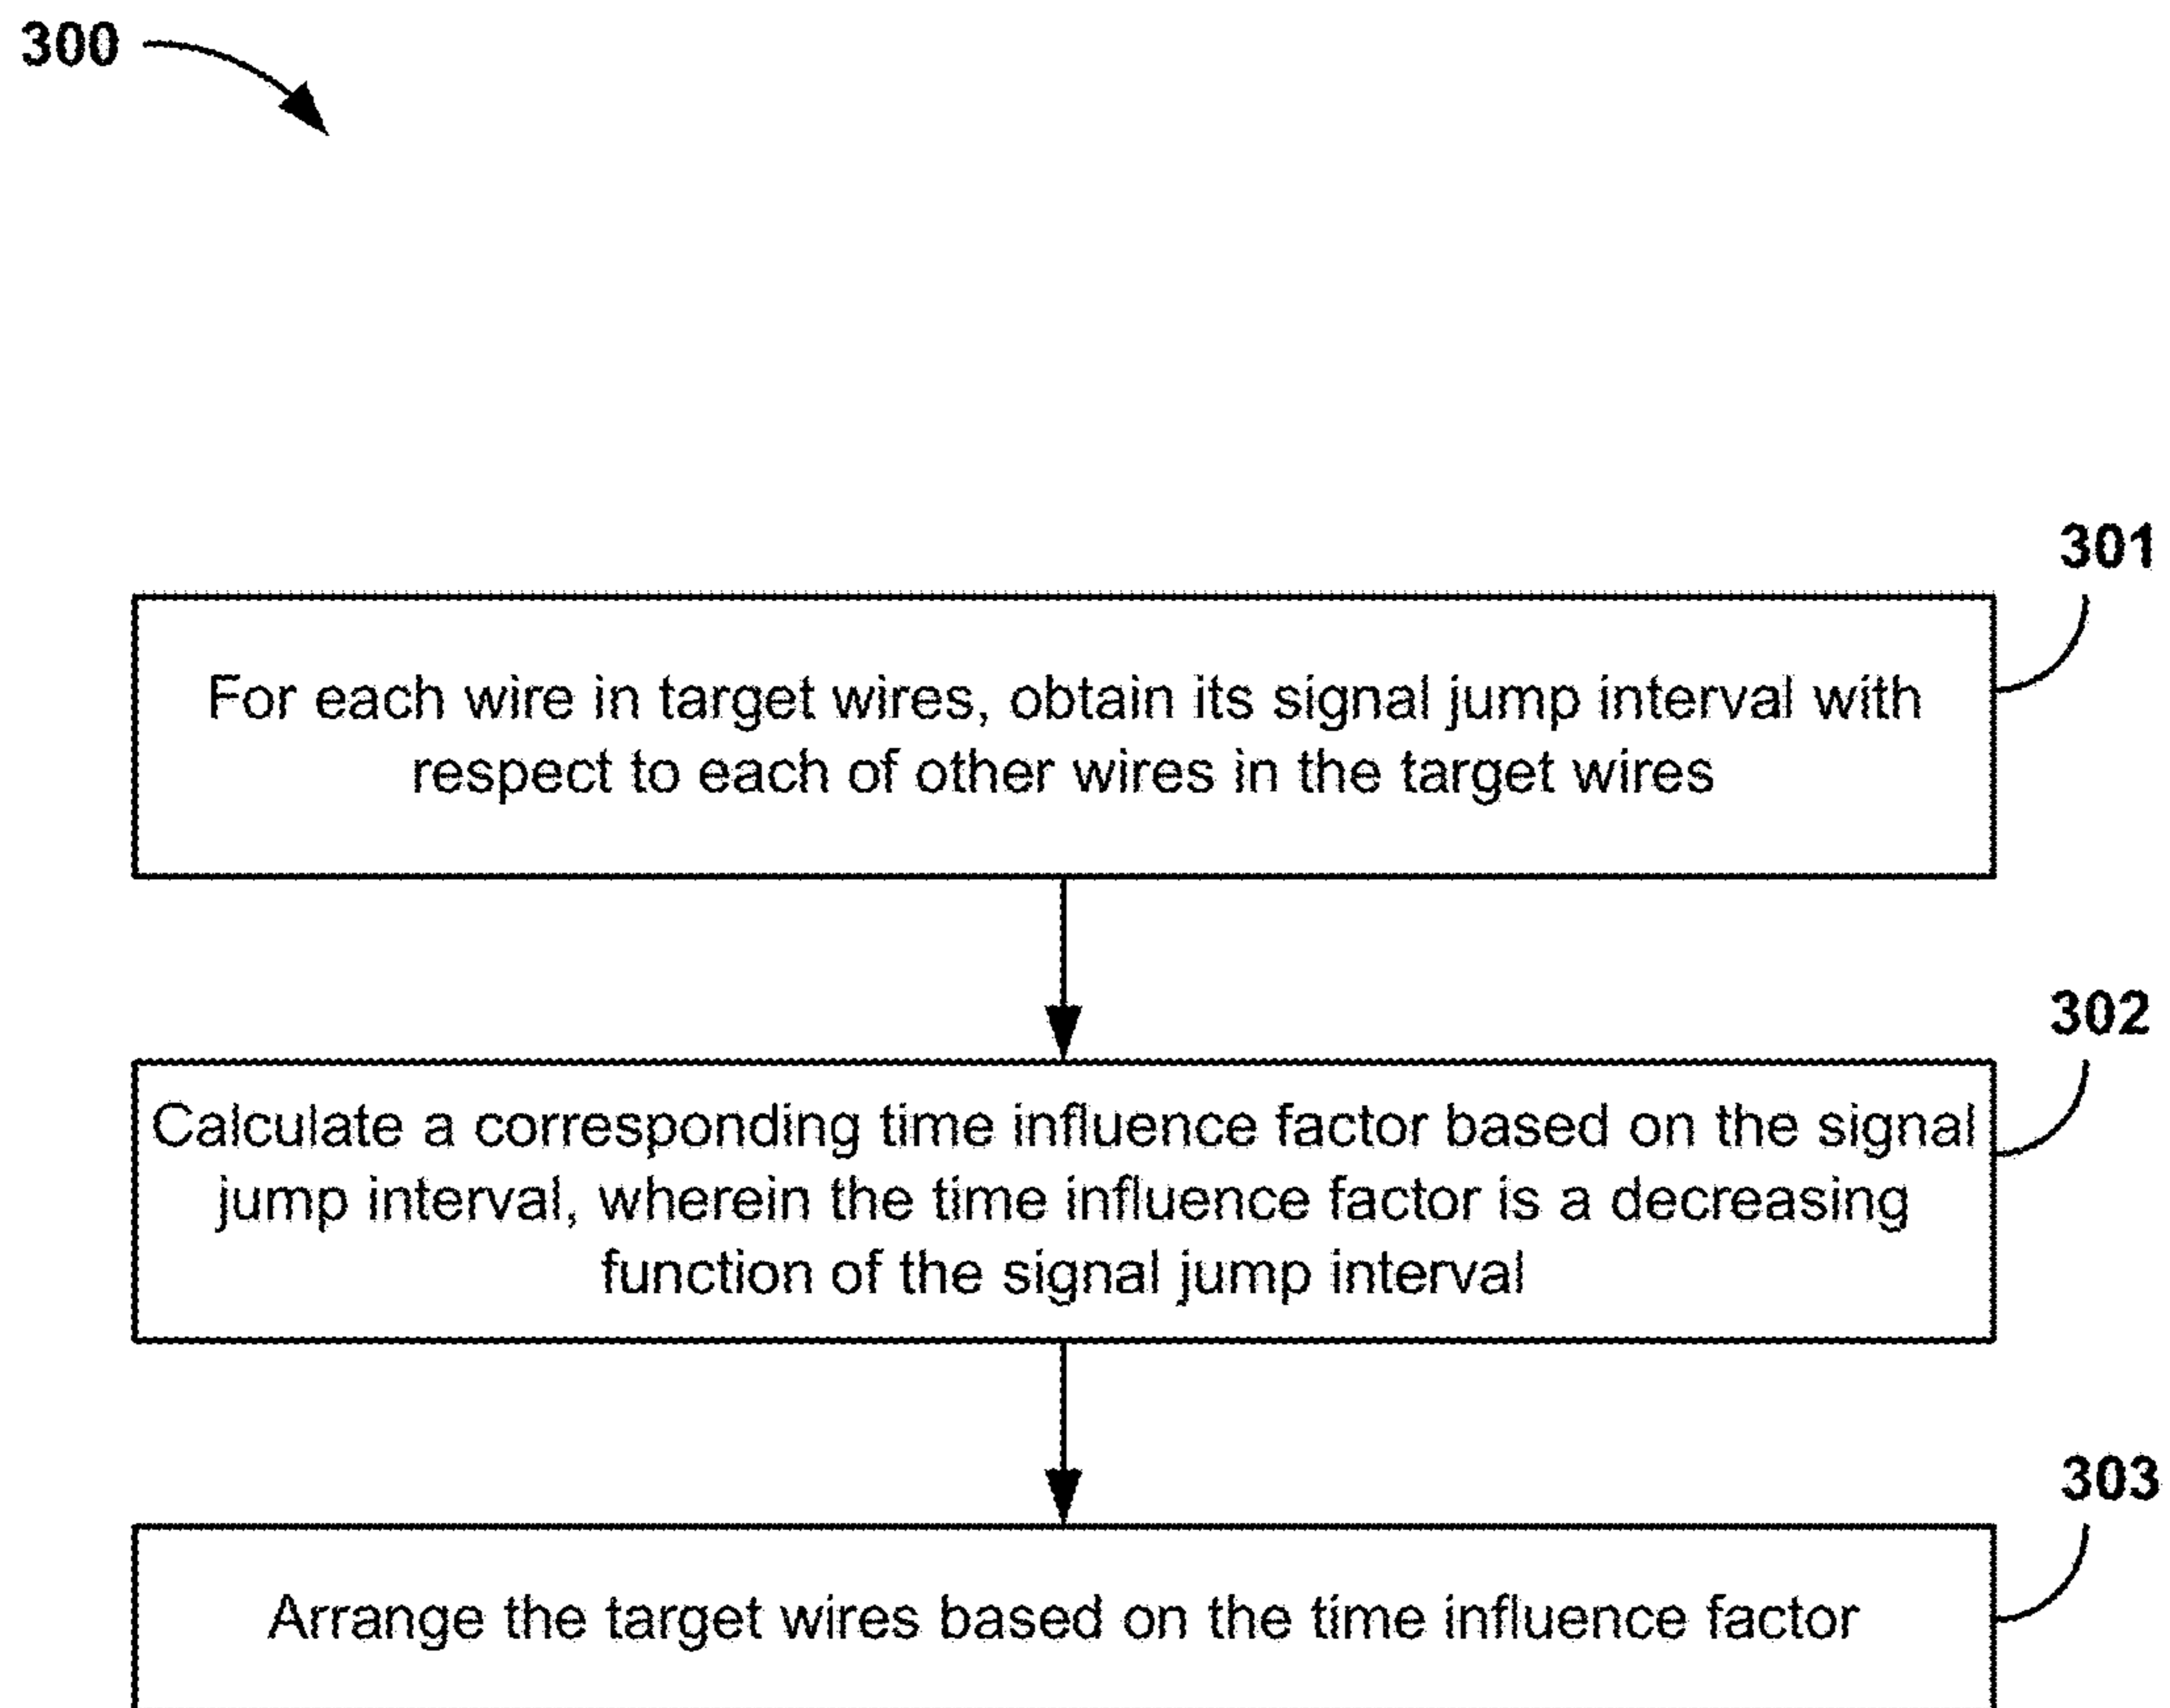 300
301
For each wire in target wires, obtain its signal jump interval with
respect to each of other wires in the target wires
302
Calculate a corresponding time influence factor based on the signal
jump interval, wherein the time influence factor is a decreasing
function of the signal jump interval
303
Arrange the target wires based on the time influence factor